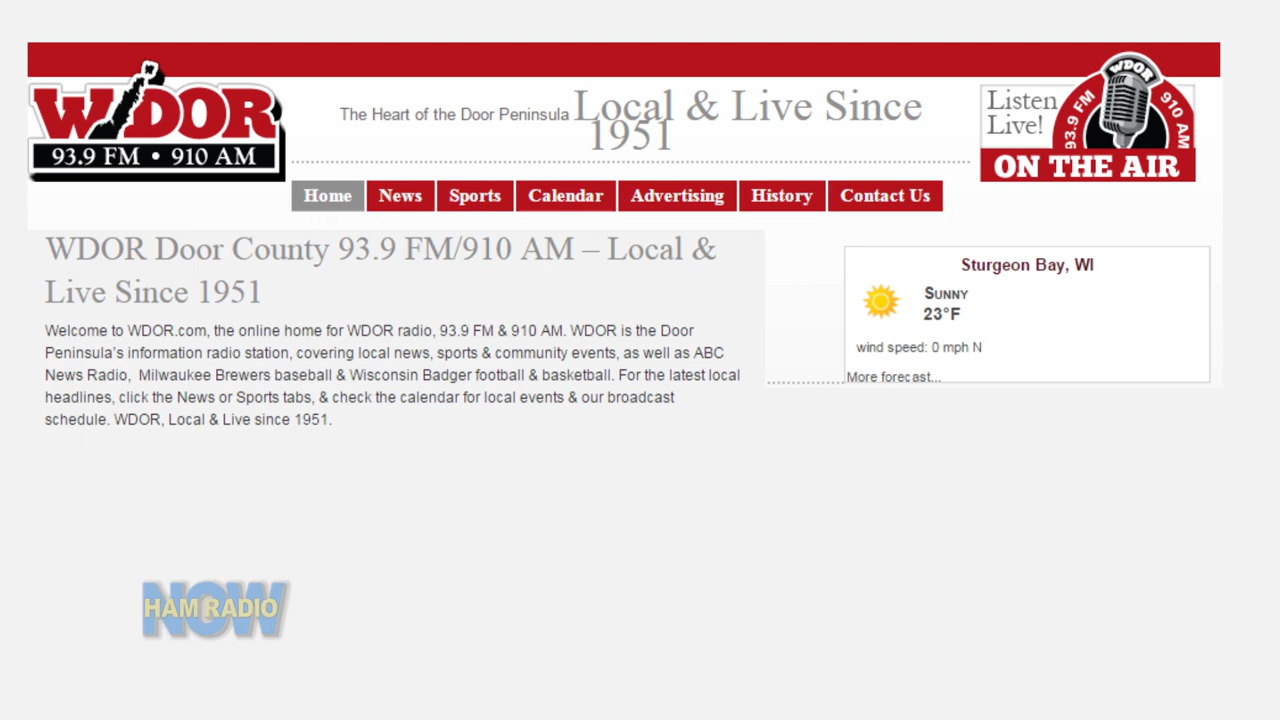 WDOR
93.9 FM • 910 AM
The Heart of the Door Peninsula Local & Live Since
1951
Listen
Live!
WDOR
93.9 FM
910 AM
ON THE AIR
Home News Sports Calendar Advertising History Contact Us
WDOR Door County 93.9 FM/910 AM – Local &
Live Since 1951
Welcome to WDOR.com, the online home for WDOR radio, 93.9 FM & 910 AM. WDOR is the Door
Peninsula's information radio station, covering local news, sports & community events, as well as ABC
News Radio, Milwaukee Brewers baseball & Wisconsin Badger football & basketball. For the latest local
headlines, click the News or Sports tabs, & check the calendar for local events & our broadcast
schedule. WDOR, Local & Live since 1951.
Sturgeon Bay, WI
Sunny
23°F
wind speed: 0 mph N
More forecast...
NOW
HAM RADIO